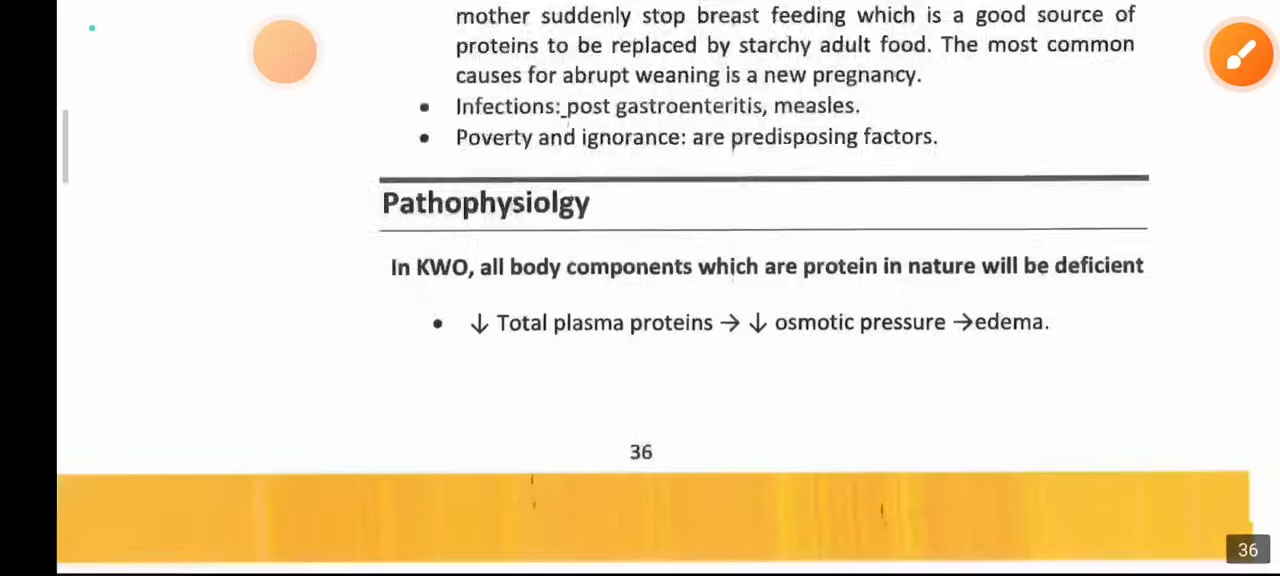 mother suddenly stop breast feeding which is a good source of
proteins to be replaced by starchy adult food. The most common
causes for abrupt weaning is a new pregnancy.
• Infections: post gastroenteritis, measles.
• Poverty and ignorance: are predisposing factors.
Pathophysiolgy
In KWO, all body components which are protein in nature will be deficient
• ↓ Total plasma proteins → ↓ osmotic pressure →edema.
36
36